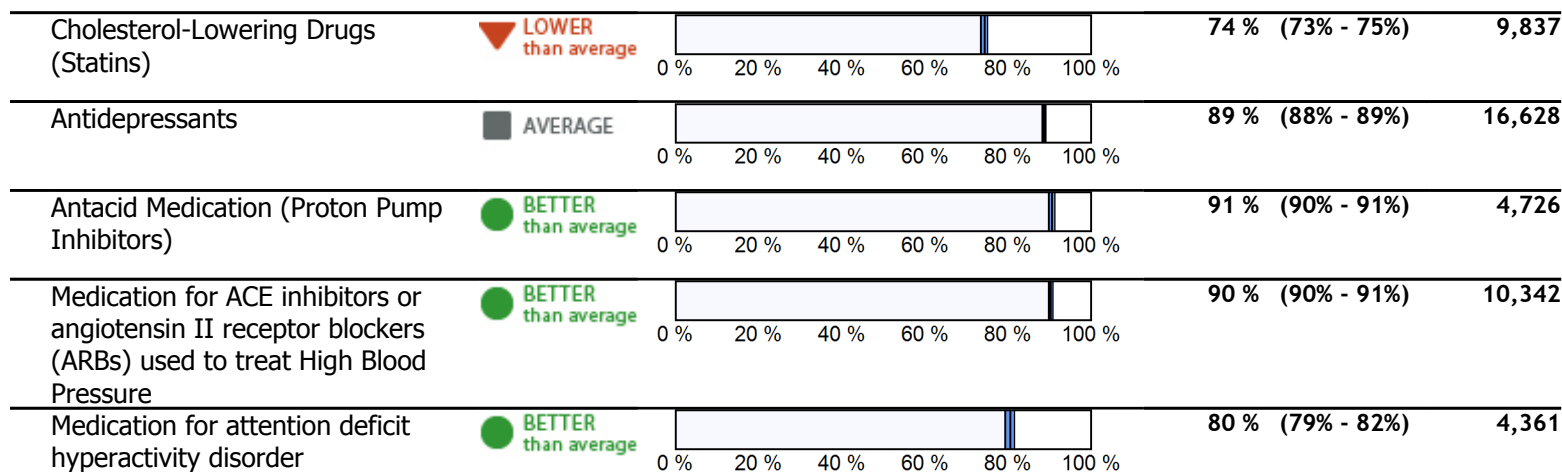 Cholesterol-Lowering Drugs
(Statins)
LOWER
than average
0 % 20 % 40 % 60 % 80 % 100 %
74 % (73% - 75%) 9,837
Antidepressants
AVERAGE
0 % 20 % 40 % 60 % 80 % 100 %
89 % (88% - 89%) 16,628
Antacid Medication (Proton Pump
Inhibitors)
BETTER
than average
0 % 20 % 40 % 60 % 80 % 100 %
91 % (90% - 91%) 4,726
Medication for ACE inhibitors or
angiotensin II receptor blockers
(ARBs) used to treat High Blood
Pressure
BETTER
than average
0 % 20 % 40 % 60 % 80 % 100 %
90 % (90% - 91%) 10,342
Medication for attention deficit
hyperactivity disorder
BETTER
than average
0 % 20 % 40 % 60 % 80 % 100 %
80 % (79% - 82%) 4,361